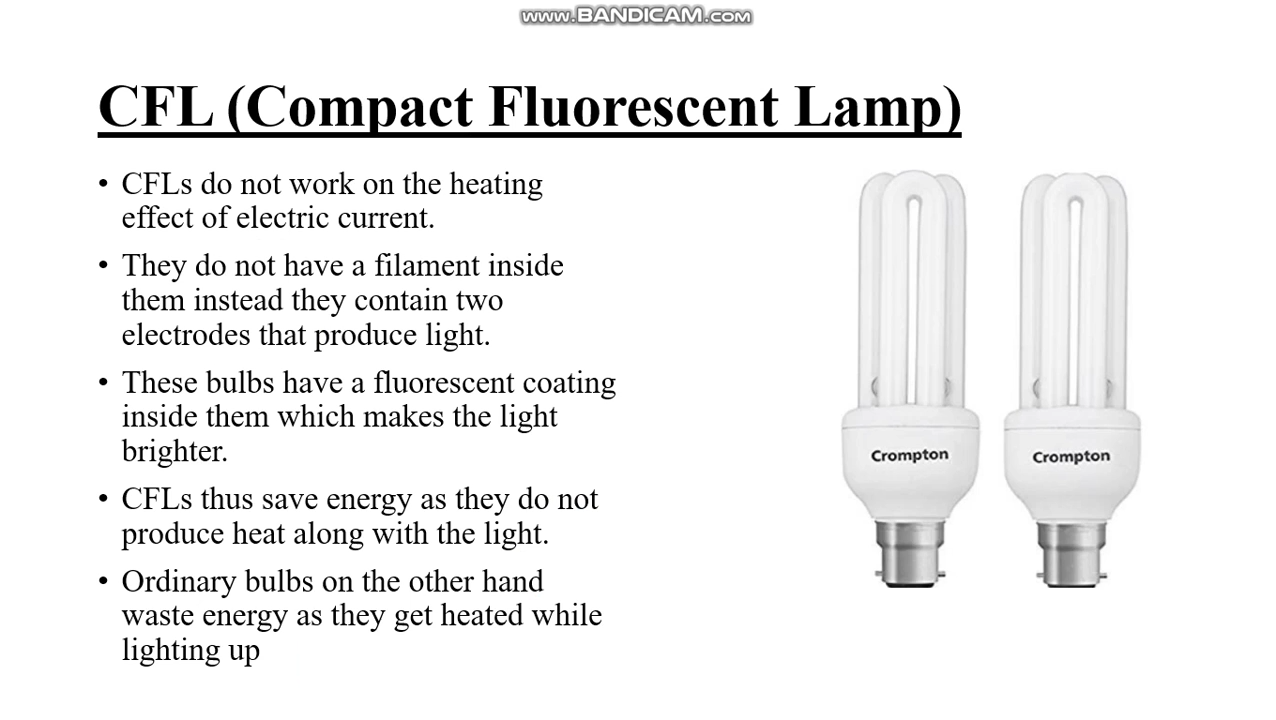 www.BANDICAM.com
CFL (Compact Fluorescent Lamp)
• CFLs do not work on the heating
effect of electric current.
• They do not have a filament inside
them instead they contain two
electrodes that produce light.
• These bulbs have a fluorescent coating
inside them which makes the light
brighter.
• CFLs thus save energy as they do not
produce heat along with the light.
• Ordinary bulbs on the other hand
waste energy as they get heated while
lighting up
Crompton
Crompton